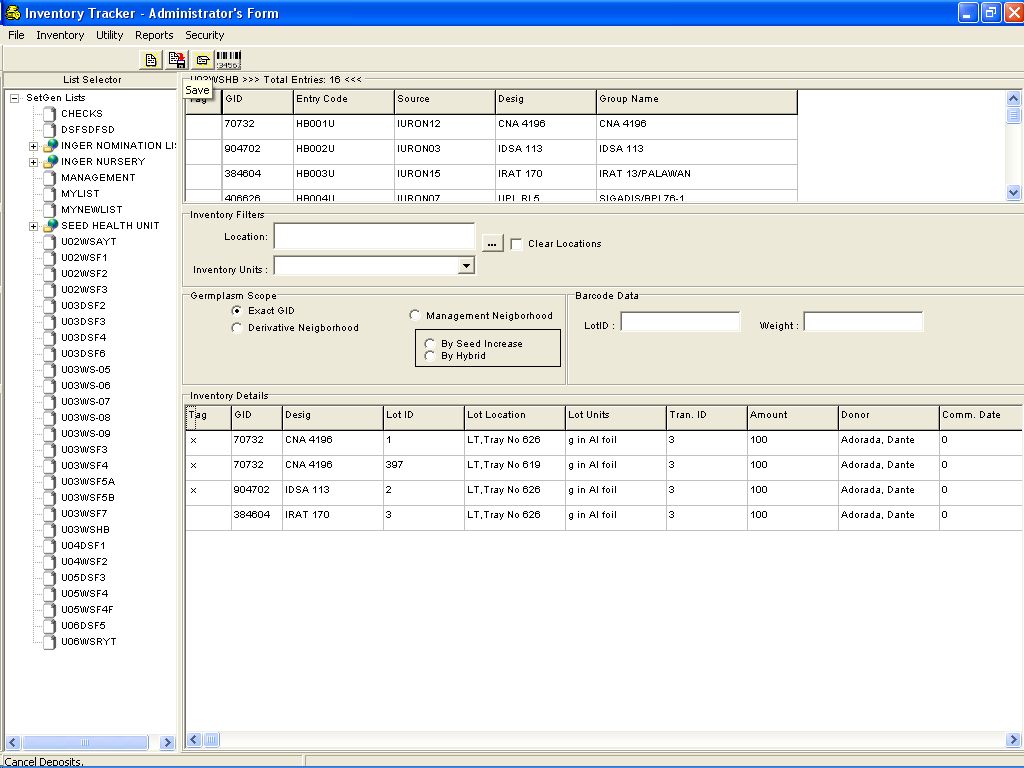 Inventory Tracker - Administrator's Form
File Inventory Utility Reports Security
List Selector
SetGen Lists
CHECKS
DSFSDFSD
INGER NOMINATION LIS
INGER NURSERY
MANAGEMENT
MYLIST
MYNEWLIST
SEED HEALTH UNIT
U02WSAYT
U02WSF1
U02WSF2
U02WSF3
U03DSF2
U03DSF3
U03DSF4
U03DSF6
U03WS-05
U03WS-06
U03WS-07
U03WS-08
U03WS-09
U03WSF3
U03WSF4
U03WSF5A
U03WSF5B
U03WSF7
U03WSHB
U04DSF1
U04WSF2
U05DSF3
U05WSF4
U05WSF4F
U06DSF5
U06WSRYT
U03WSHB >>> Total Entries: 16 <<<
Save
Tag GID Entry Code Source Desig Group Name
70732 HB001U IURON12 CNA 4196 CNA 4196
904702 HB002U IURON03 IDSA 113 IDSA 113
384604 HB003U IURON15 IRAT 170 IRAT 13/PALAWAN
406626 HB004U IURON07 UPL RI 5 SIGADIS/BPI 76-1
Inventory Filters
Location: ... Clear Locations
Inventory Units :
Germplasm Scope
Exact GID
Derivative Neigborhood
Management Neigborhood
By Seed Increase
By Hybrid
Barcode Data
LotID : Weight :
Inventory Details
Tag GID Desig Lot ID Lot Location Lot Units Tran. ID Amount Donor Comm. Date
x 70732 CNA 4196 1 LT,Tray No 626 g in Al foil 3 100 Adorada, Dante 0
x 70732 CNA 4196 397 LT,Tray No 619 g in Al foil 3 100 Adorada, Dante 0
x 904702 IDSA 113 2 LT,Tray No 626 g in Al foil 3 100 Adorada, Dante 0
384604 IRAT 170 3 LT,Tray No 626 g in Al foil 3 100 Adorada, Dante 0
Cancel Deposits.